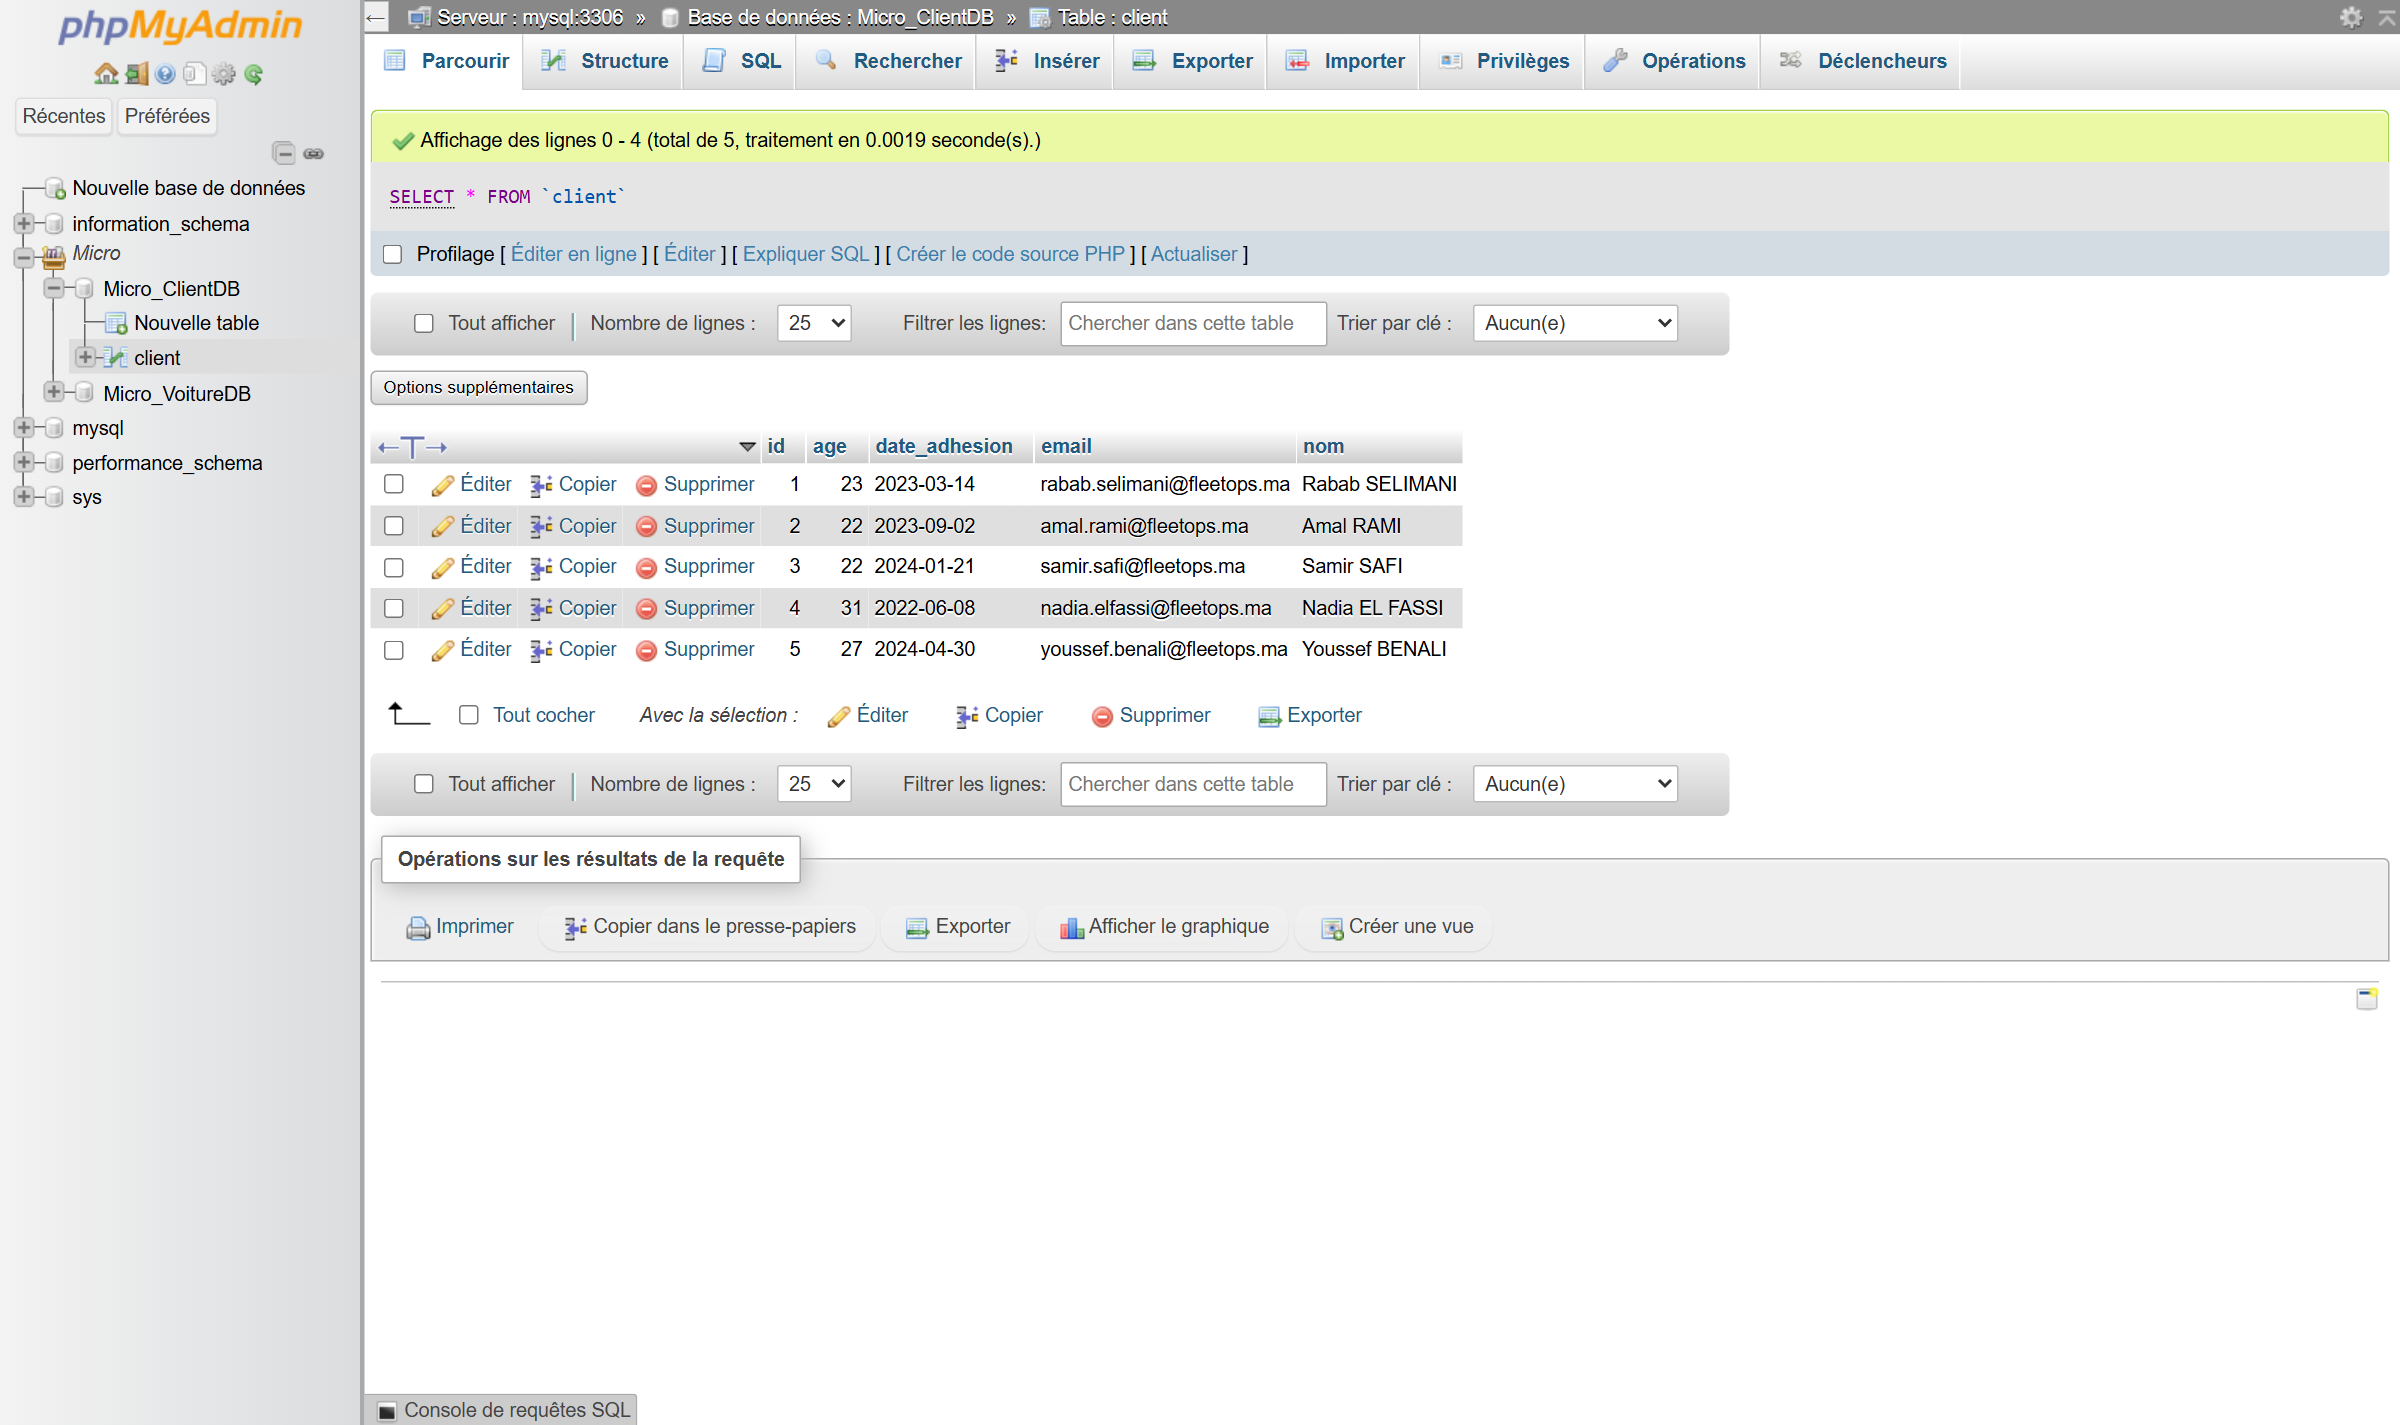 phpMyAdmin
Récentes Préférées
Nouvelle base de données
information_schema
Micro
Micro_ClientDB
Nouvelle table
client
Micro_VoitureDB
mysql
performance_schema
sys
Serveur : mysql:3306 » Base de données : Micro_ClientDB » Table : client
Parcourir Structure SQL Rechercher Insérer Exporter Importer Privilèges Opérations Déclencheurs
Affichage des lignes 0 - 4 (total de 5, traitement en 0.0019 seconde(s).)
SELECT * FROM `client`
Profilage [ Éditer en ligne ] [ Éditer ] [ Expliquer SQL ] [ Créer le code source PHP ] [ Actualiser ]
Tout afficher Nombre de lignes : 25 Filtrer les lignes: Chercher dans cette table Trier par clé : Aucun(e)
Options supplémentaires
id age date_adhesion email nom
Éditer Copier Supprimer 1 23 2023-03-14 rabab.selimani@fleetops.ma Rabab SELIMANI
Éditer Copier Supprimer 2 22 2023-09-02 amal.rami@fleetops.ma Amal RAMI
Éditer Copier Supprimer 3 22 2024-01-21 samir.safi@fleetops.ma Samir SAFI
Éditer Copier Supprimer 4 31 2022-06-08 nadia.elfassi@fleetops.ma Nadia EL FASSI
Éditer Copier Supprimer 5 27 2024-04-30 youssef.benali@fleetops.ma Youssef BENALI
Tout cocher Avec la sélection : Éditer Copier Supprimer Exporter
Tout afficher Nombre de lignes : 25 Filtrer les lignes: Chercher dans cette table Trier par clé : Aucun(e)
Opérations sur les résultats de la requête
Imprimer Copier dans le presse-papiers Exporter Afficher le graphique Créer une vue
Console de requêtes SQL